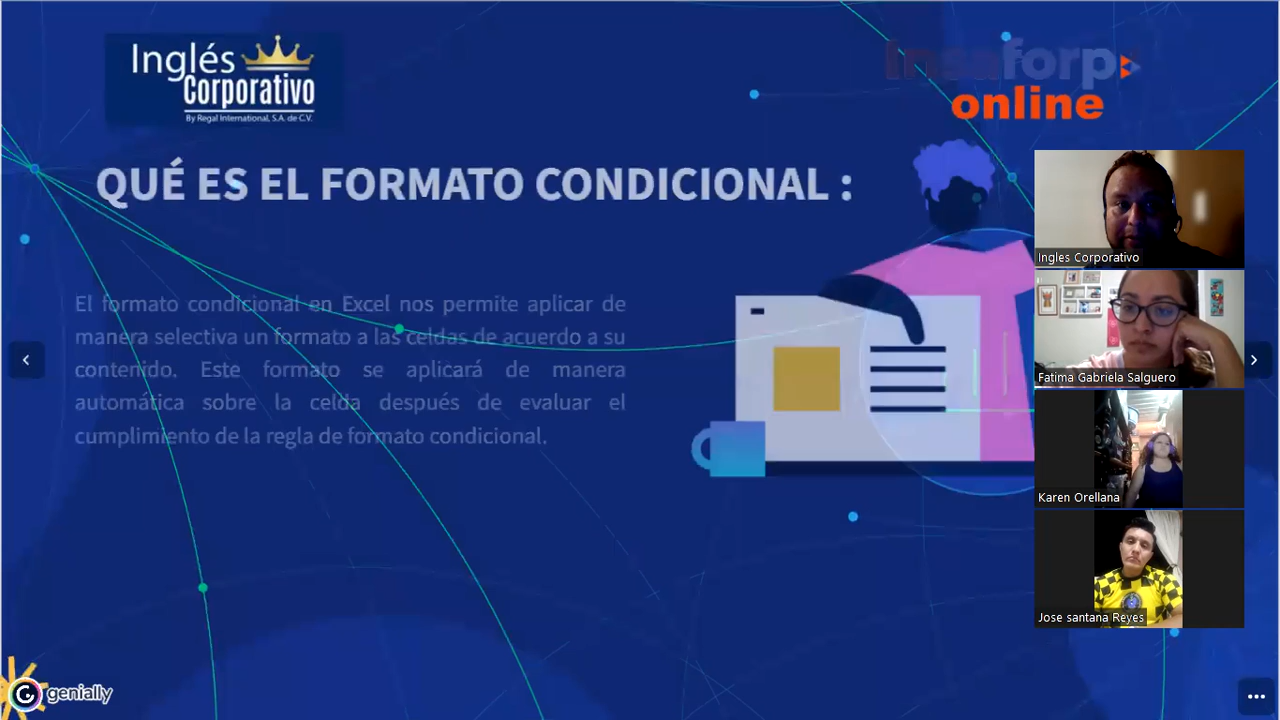 Inglés
Corporativo
By Regal International, S.A. de C.V.
Insaforp
online
QUÉ ES EL FORMATO CONDICIONAL :
El formato condicional en Excel nos permite aplicar de
manera selectiva un formato a las celdas de acuerdo a su
contenido. Este formato se aplicará de manera
automática sobre la celda después de evaluar el
cumplimiento de la regla de formato condicional.
Ingles Corporativo
Fatima Gabriela Salguero
Karen Orellana
Jose santana Reyes
genially